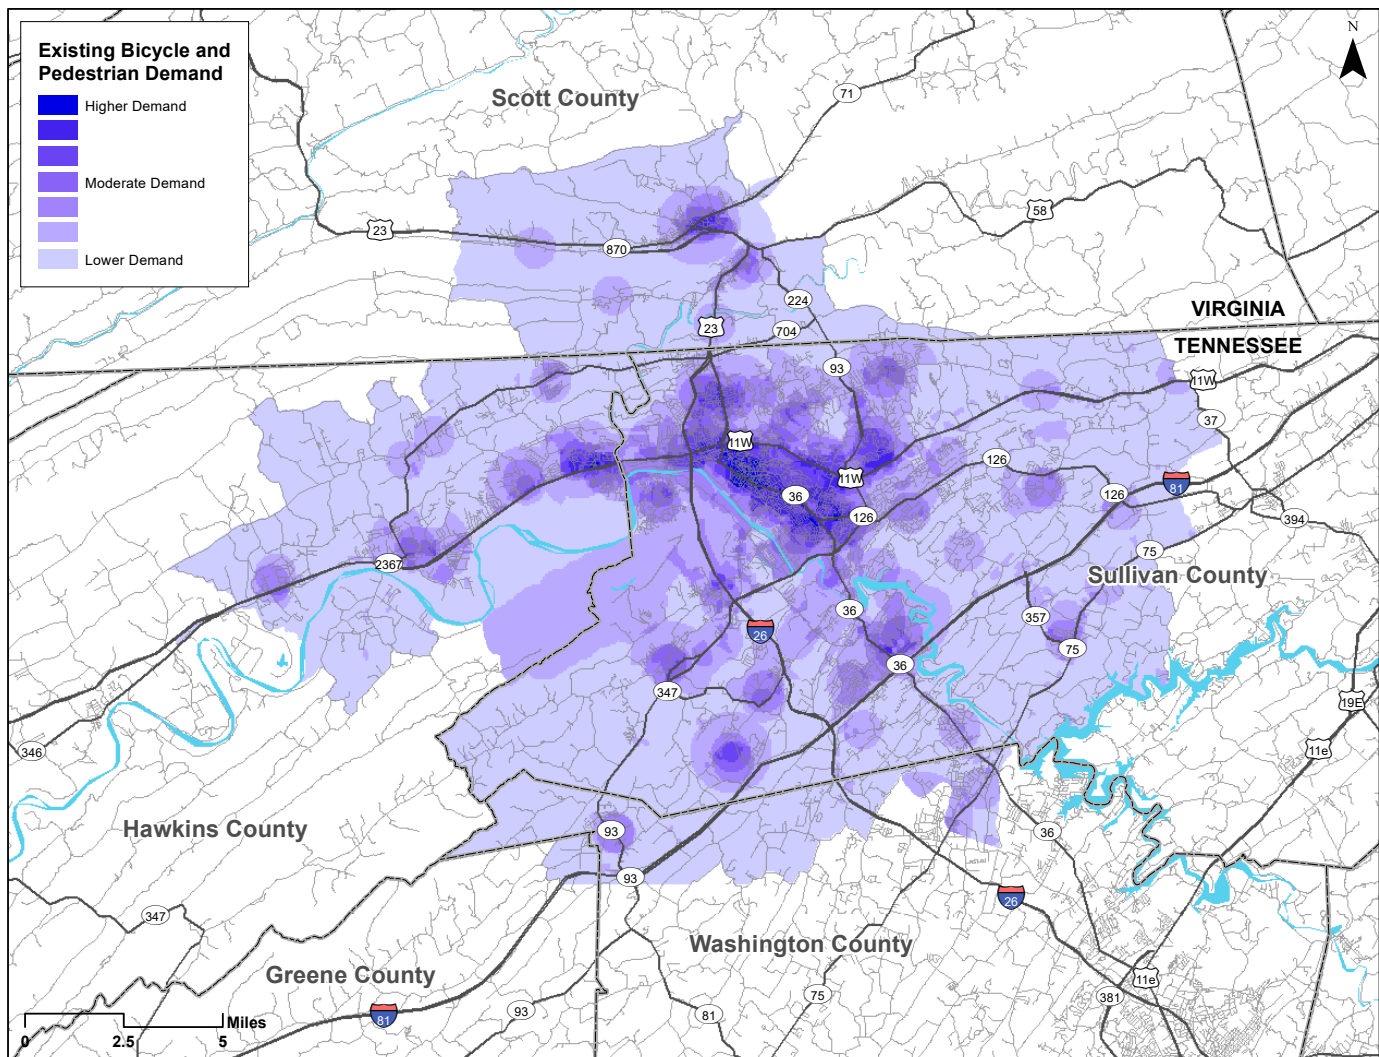 Existing Bicycle and
Pedestrian Demand
Higher Demand
Moderate Demand
Lower Demand
N
Scott County
71
58
23
870
224
VIRGINIA
23
704
TENNESSEE
93
11W
37
11W
126
11W
36
126
81
126
394
2367
75
Sullivan County
36
357
26
75
36
347
19E
346
11e
Hawkins County
93
36
93
26
347
Washington County
Greene County
11e
75
381
93
81
81
Miles
0
2.5
5